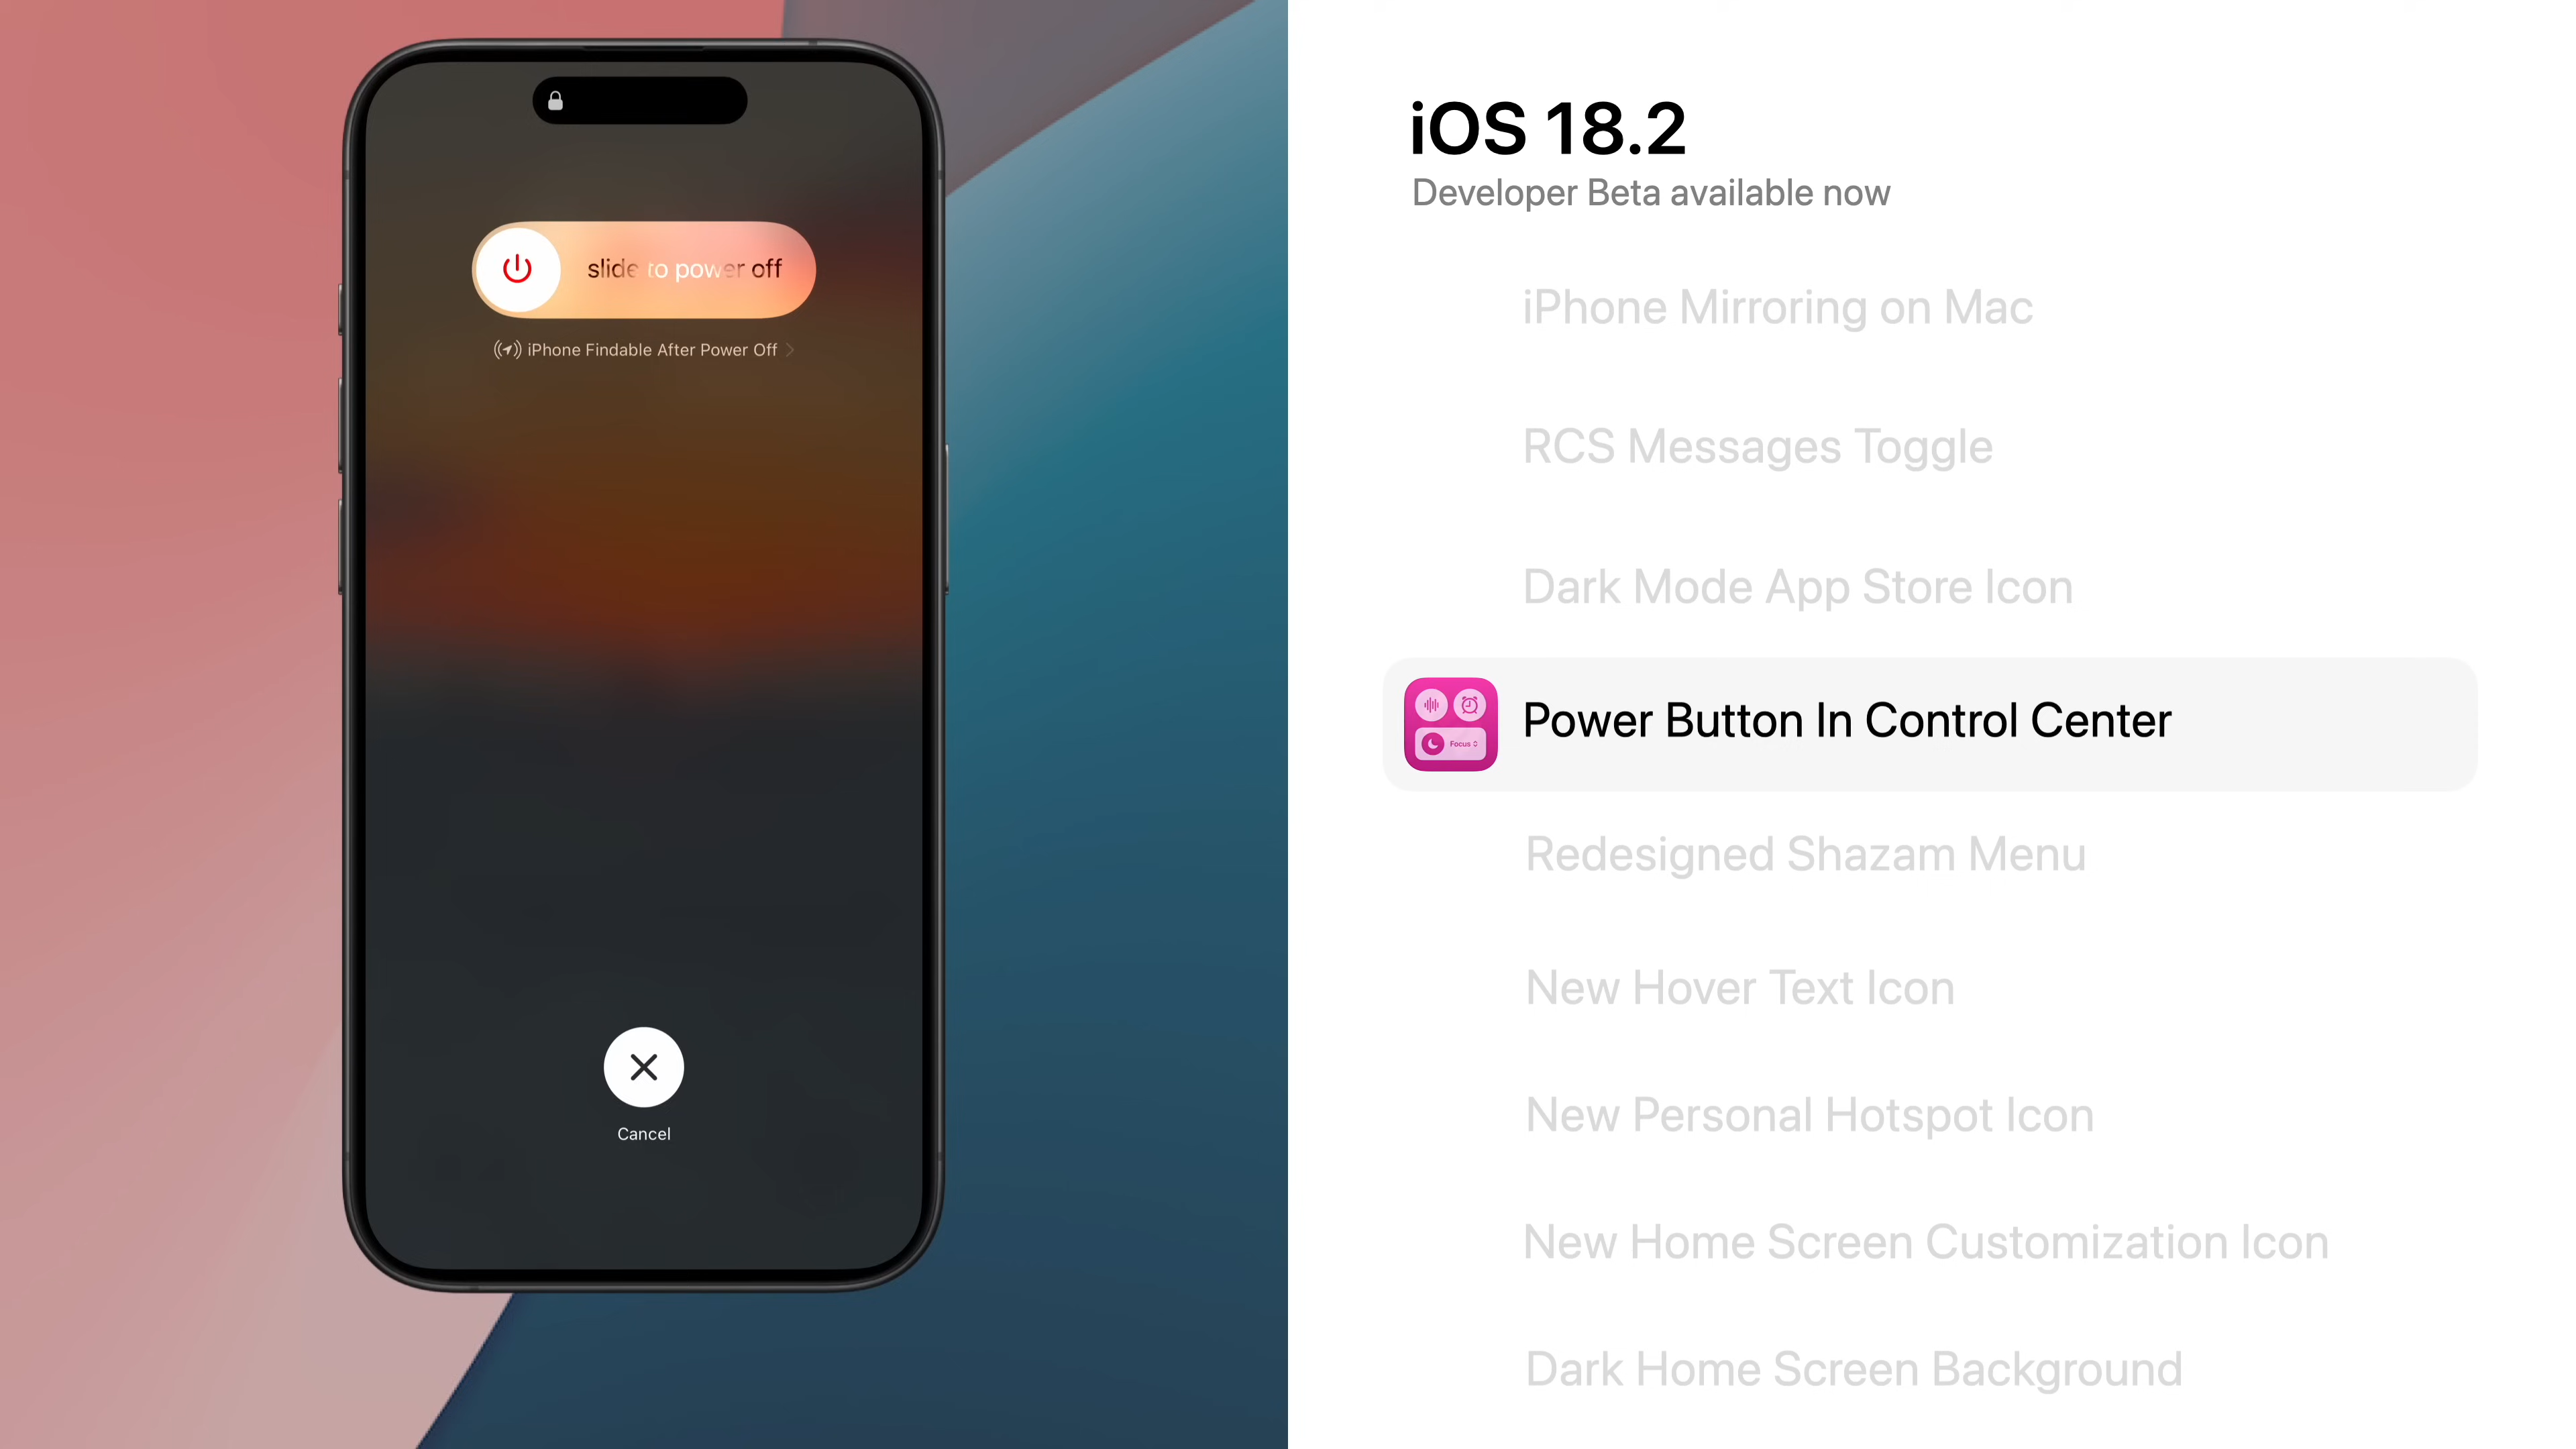 slide to power off
iPhone Findable After Power Off
Cancel
iOS 18.2
Developer Beta available now
iPhone Mirroring on Mac
RCS Messages Toggle
Dark Mode App Store Icon
Focus
Power Button In Control Center
Redesigned Shazam Menu
New Hover Text Icon
New Personal Hotspot Icon
New Home Screen Customization Icon
Dark Home Screen Background